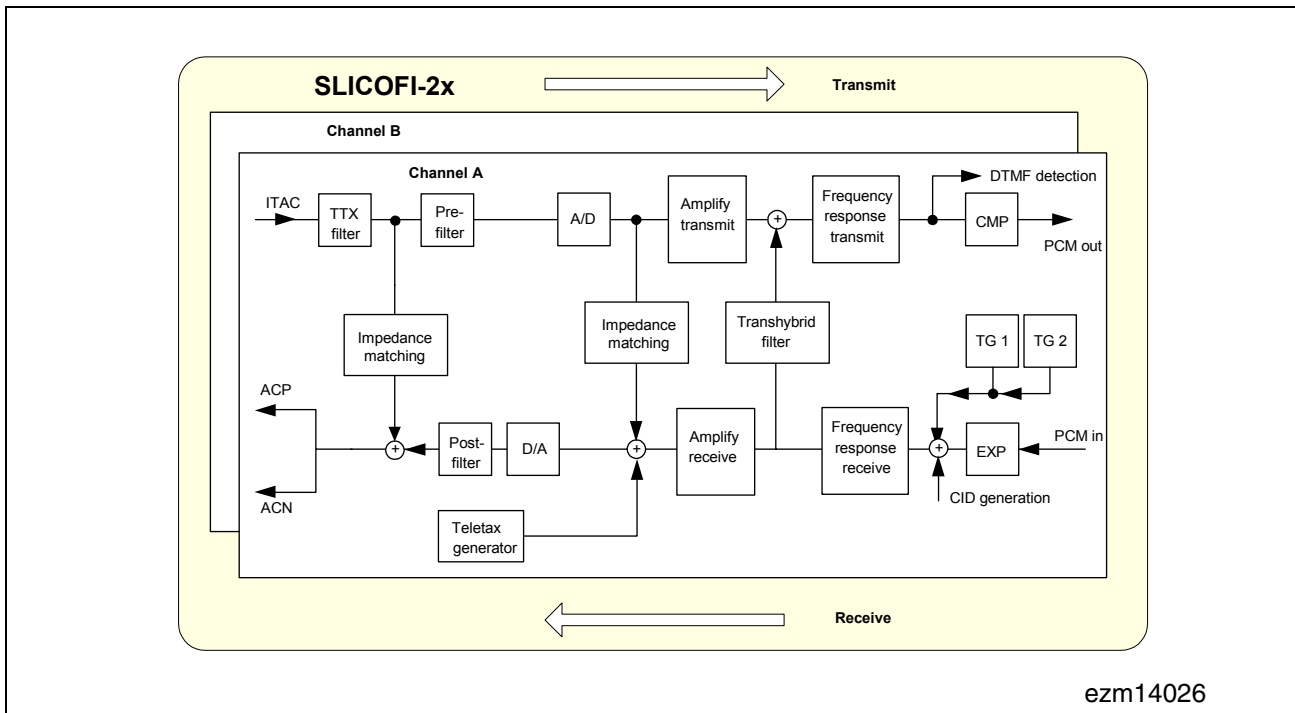 SLICOFI-2x
Transmit
Channel B
Channel A
ITAC
TTX
filter
Pre-
filter
A/D
Amplify
transmit
+
Frequency
response
transmit
DTMF detection
CMP
PCM out
Impedance
matching
Impedance
matching
Transhybrid
filter
TG 1
TG 2
ACP
ACN
+
Post-
filter
D/A
+
Amplify
receive
Frequency
response
receive
+
EXP
PCM in
CID generation
Teletax
generator
Receive
ezm14026